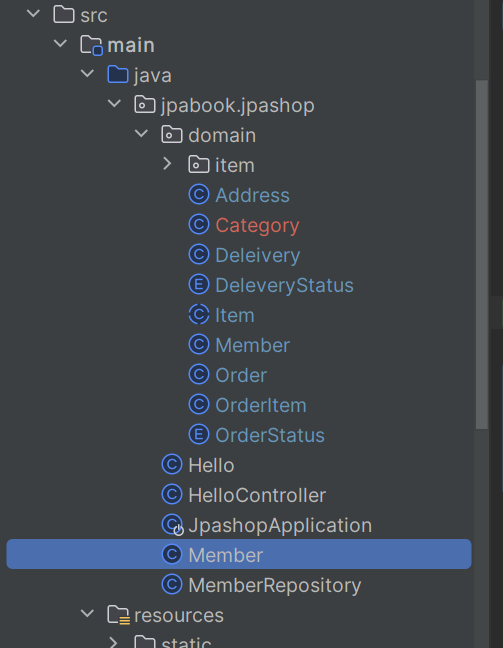 src
main
java
jpabook.jpashop
domain
item
Address
Category
Deleivery
DeleveryStatus
Item
Member
Order
OrderItem
OrderStatus
Hello
HelloController
JpashopApplication
Member
MemberRepository
resources
static